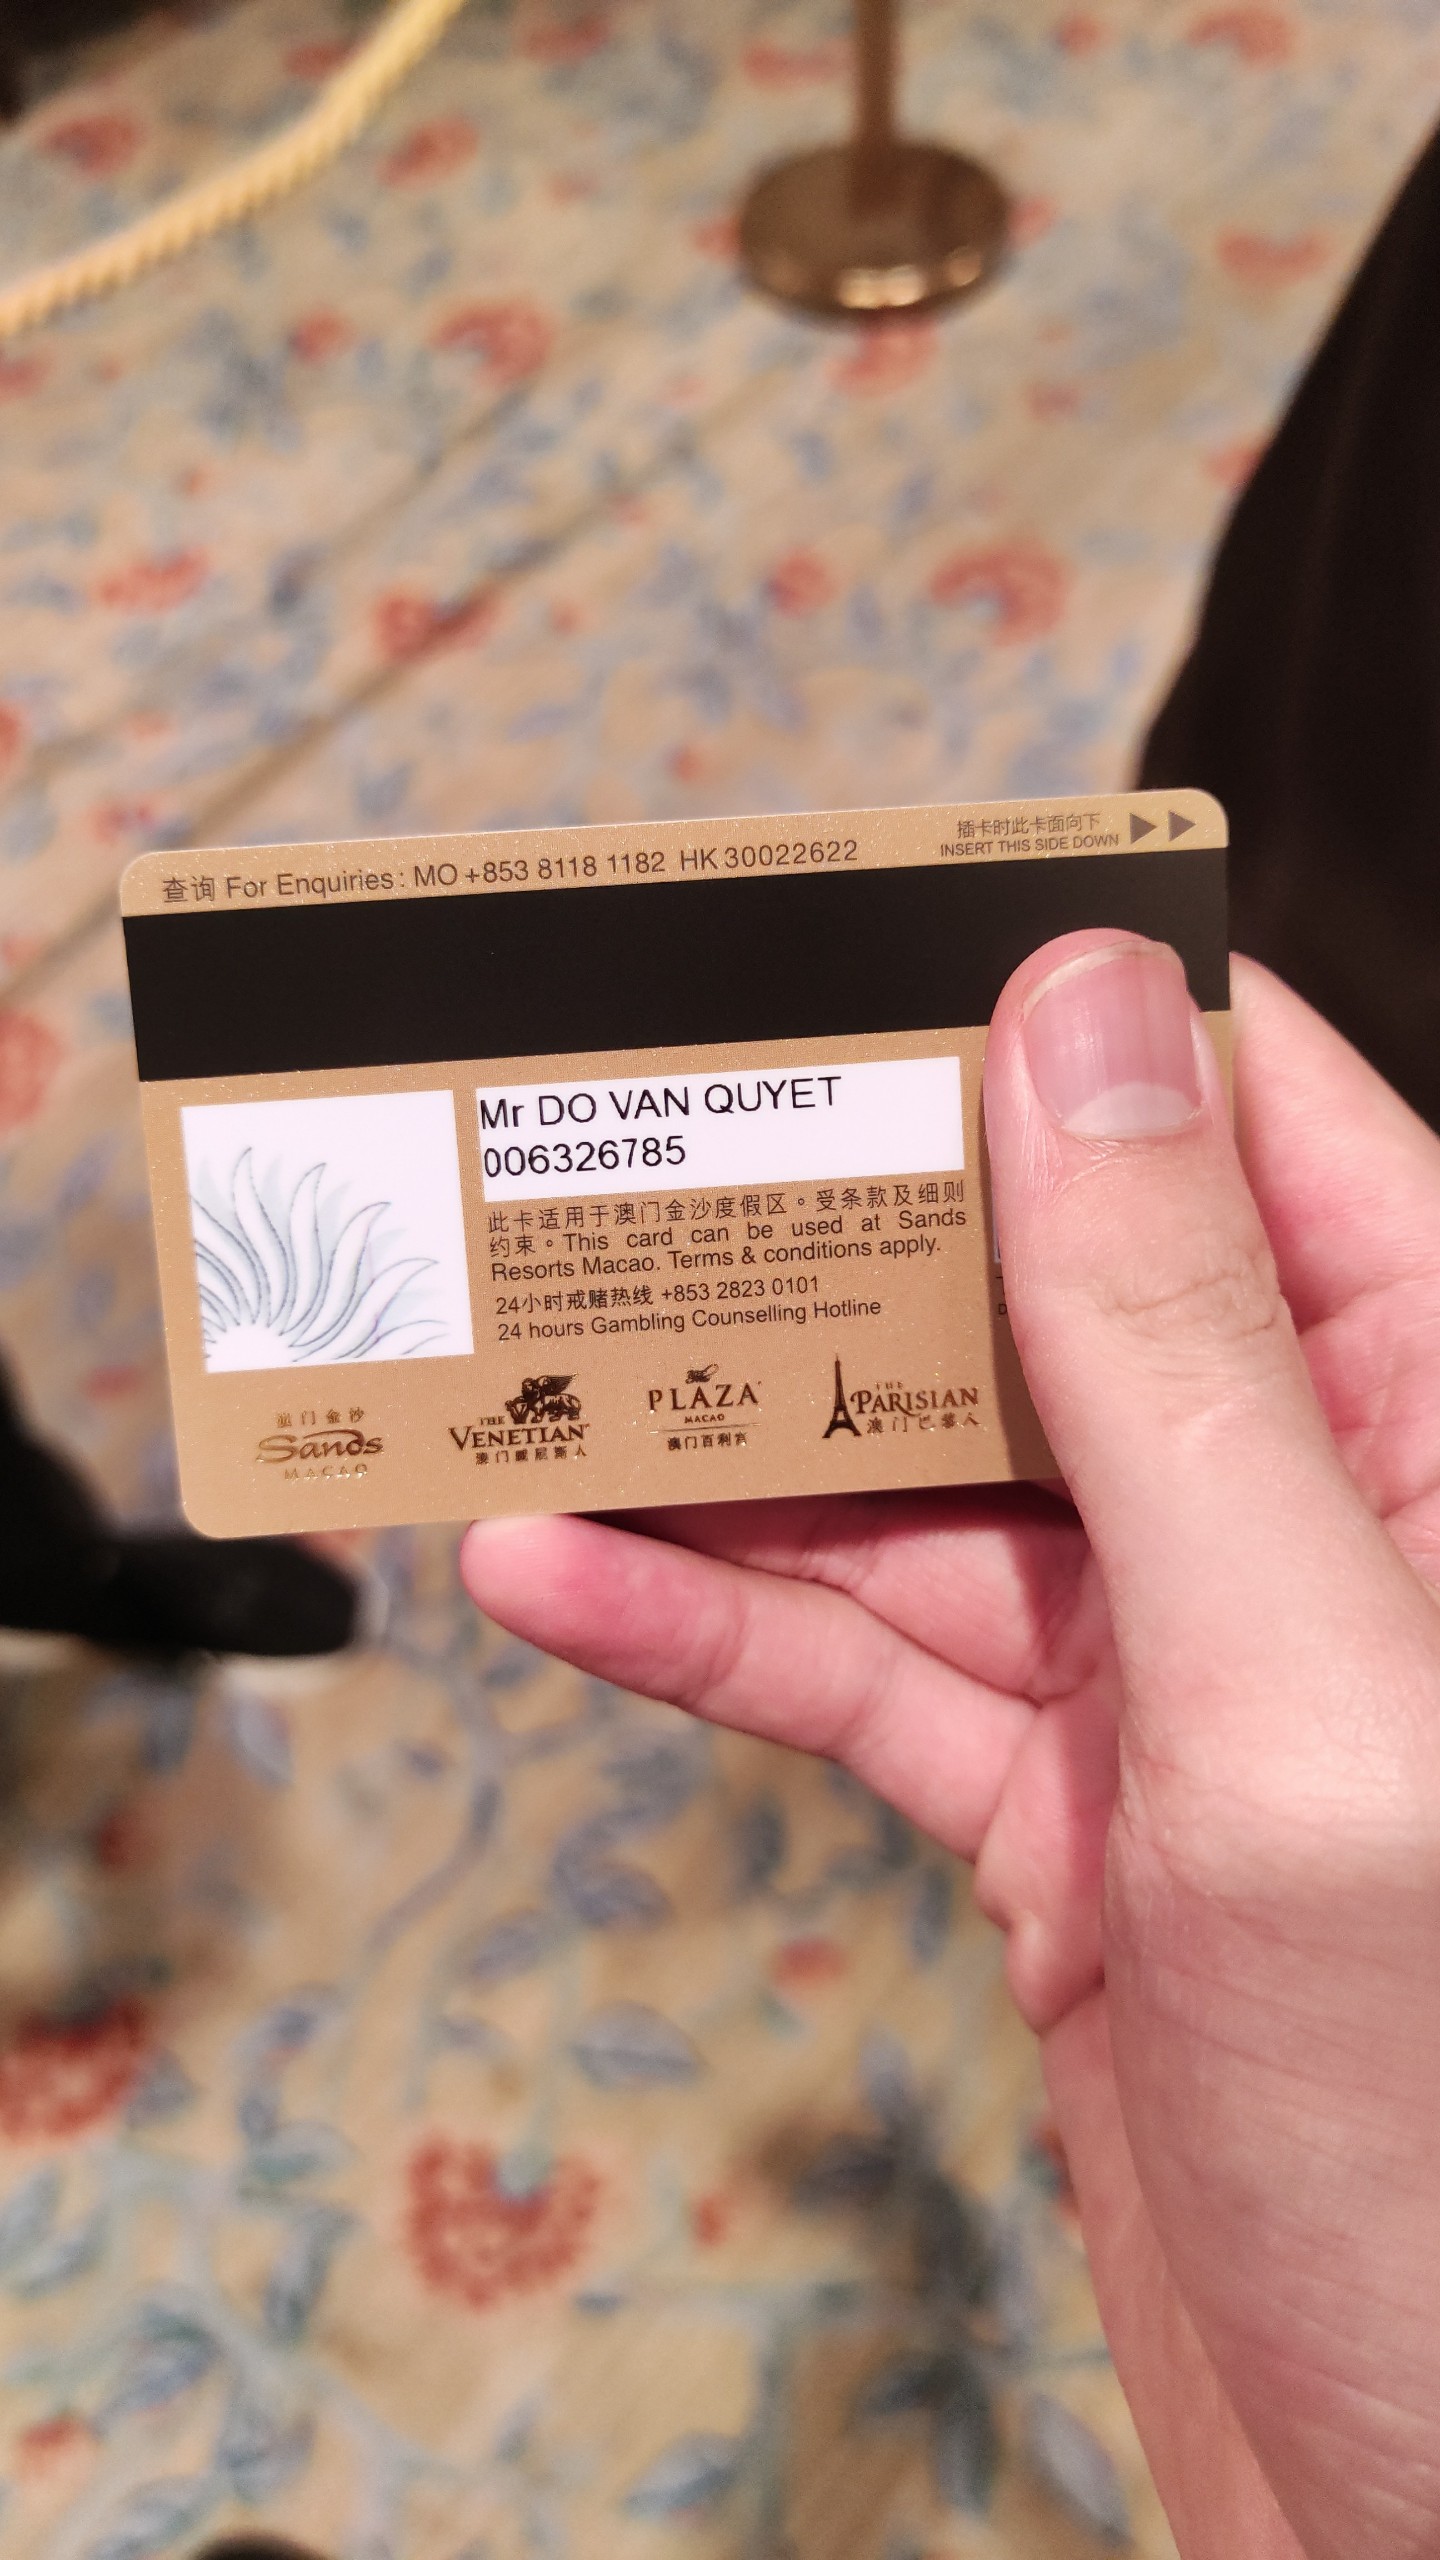 查询 For Enquiries: MO +853 8118 1182 HK 30022622
插卡时此卡面向下
INSERT THIS SIDE DOWN
Mr DO VAN QUYET
006326785
此卡适用于澳门金沙度假区。受条款及细则
约束。This card can be used at Sands
Resorts Macao. Terms & conditions apply.
24小时戒赌热线 +853 2823 0101
24 hours Gambling Counselling Hotline
澳门金沙
Sands
MACAO
THE
VENETIAN
澳门威尼斯人
THE
PLAZA
MACAO
澳门百利宫
THE
PARISIAN
澳门巴黎人